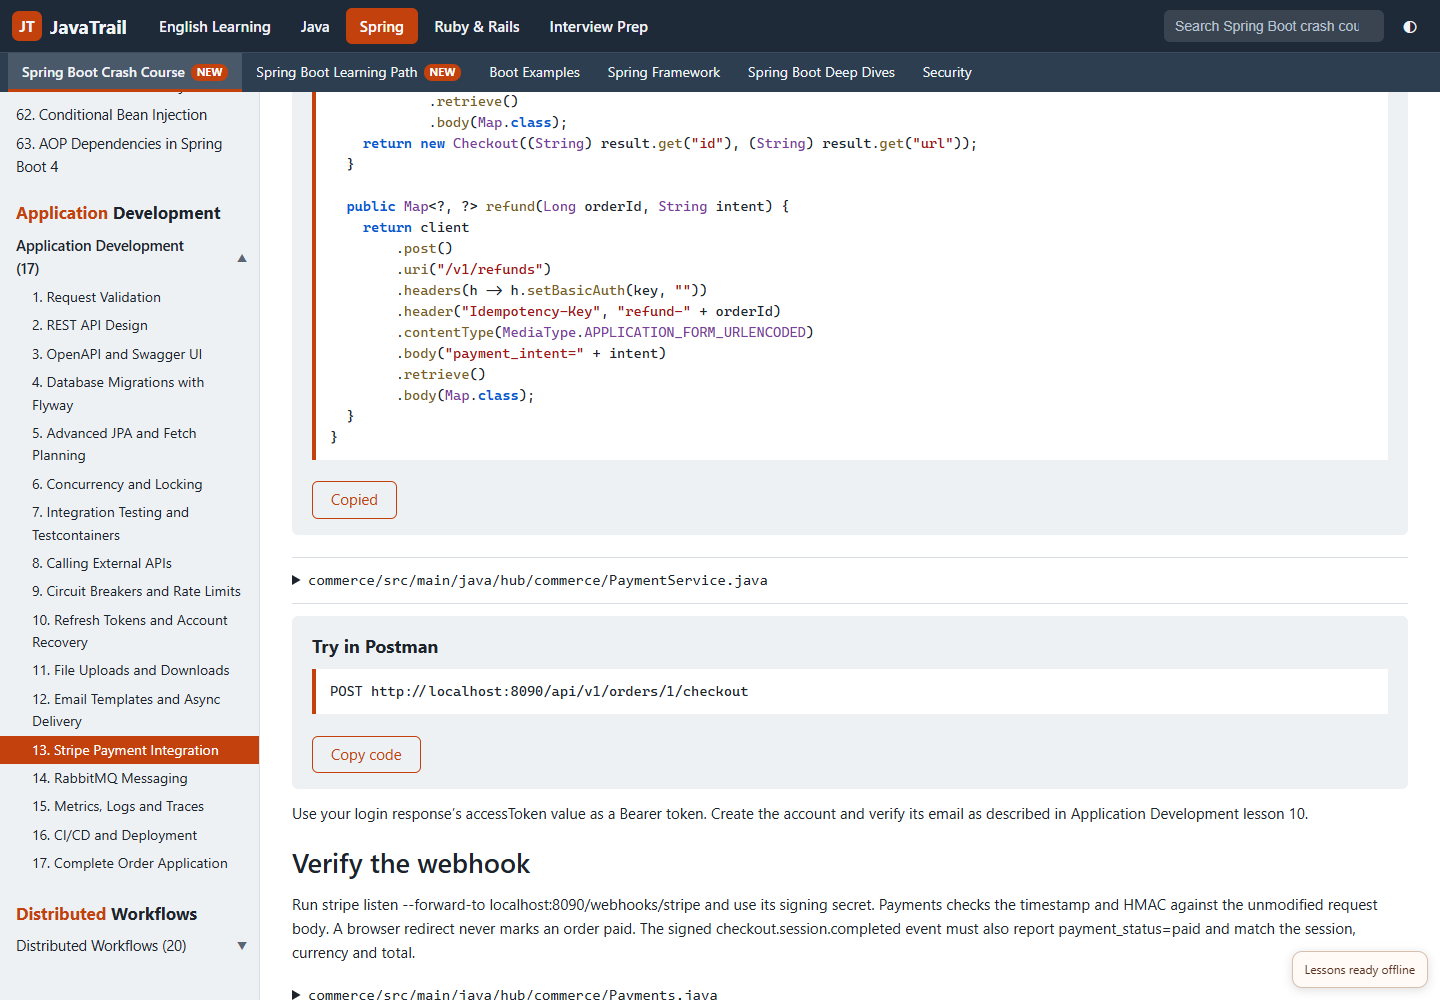 JT JavaTrail English Learning Java Spring Ruby & Rails Interview Prep Search Spring Boot crash cou
Spring Boot Crash Course NEW Spring Boot Learning Path NEW Boot Examples Spring Framework Spring Boot Deep Dives Security
62. Conditional Bean Injection
63. AOP Dependencies in Spring
Boot 4
Application Development
Application Development
(17)
1. Request Validation
2. REST API Design
3. OpenAPI and Swagger UI
4. Database Migrations with
Flyway
5. Advanced JPA and Fetch
Planning
6. Concurrency and Locking
7. Integration Testing and
Testcontainers
8. Calling External APIs
9. Circuit Breakers and Rate Limits
10. Refresh Tokens and Account
Recovery
11. File Uploads and Downloads
12. Email Templates and Async
Delivery
13. Stripe Payment Integration
14. RabbitMQ Messaging
15. Metrics, Logs and Traces
16. CI/CD and Deployment
17. Complete Order Application
Distributed Workflows
Distributed Workflows (20)
.retrieve()
.body(Map.class);
return new Checkout((String) result.get("id"), (String) result.get("url"));
}
public Map<?, ?> refund(Long orderId, String intent) {
return client
.post()
.uri("/v1/refunds")
.headers(h -> h.setBasicAuth(key, ""))
.header("Idempotency-Key", "refund-" + orderId)
.contentType(MediaType.APPLICATION_FORM_URLENCODED)
.body("payment_intent=" + intent)
.retrieve()
.body(Map.class);
}
}
Copied
commerce/src/main/java/hub/commerce/PaymentService.java
Try in Postman
POST http://localhost:8090/api/v1/orders/1/checkout
Copy code
Use your login response's accessToken value as a Bearer token. Create the account and verify its email as described in Application Development lesson 10.
Verify the webhook
Run stripe listen --forward-to localhost:8090/webhooks/stripe and use its signing secret. Payments checks the timestamp and HMAC against the unmodified request
body. A browser redirect never marks an order paid. The signed checkout.session.completed event must also report payment_status=paid and match the session,
currency and total.
commerce/src/main/java/hub/commerce/Payments.java
Lessons ready offline